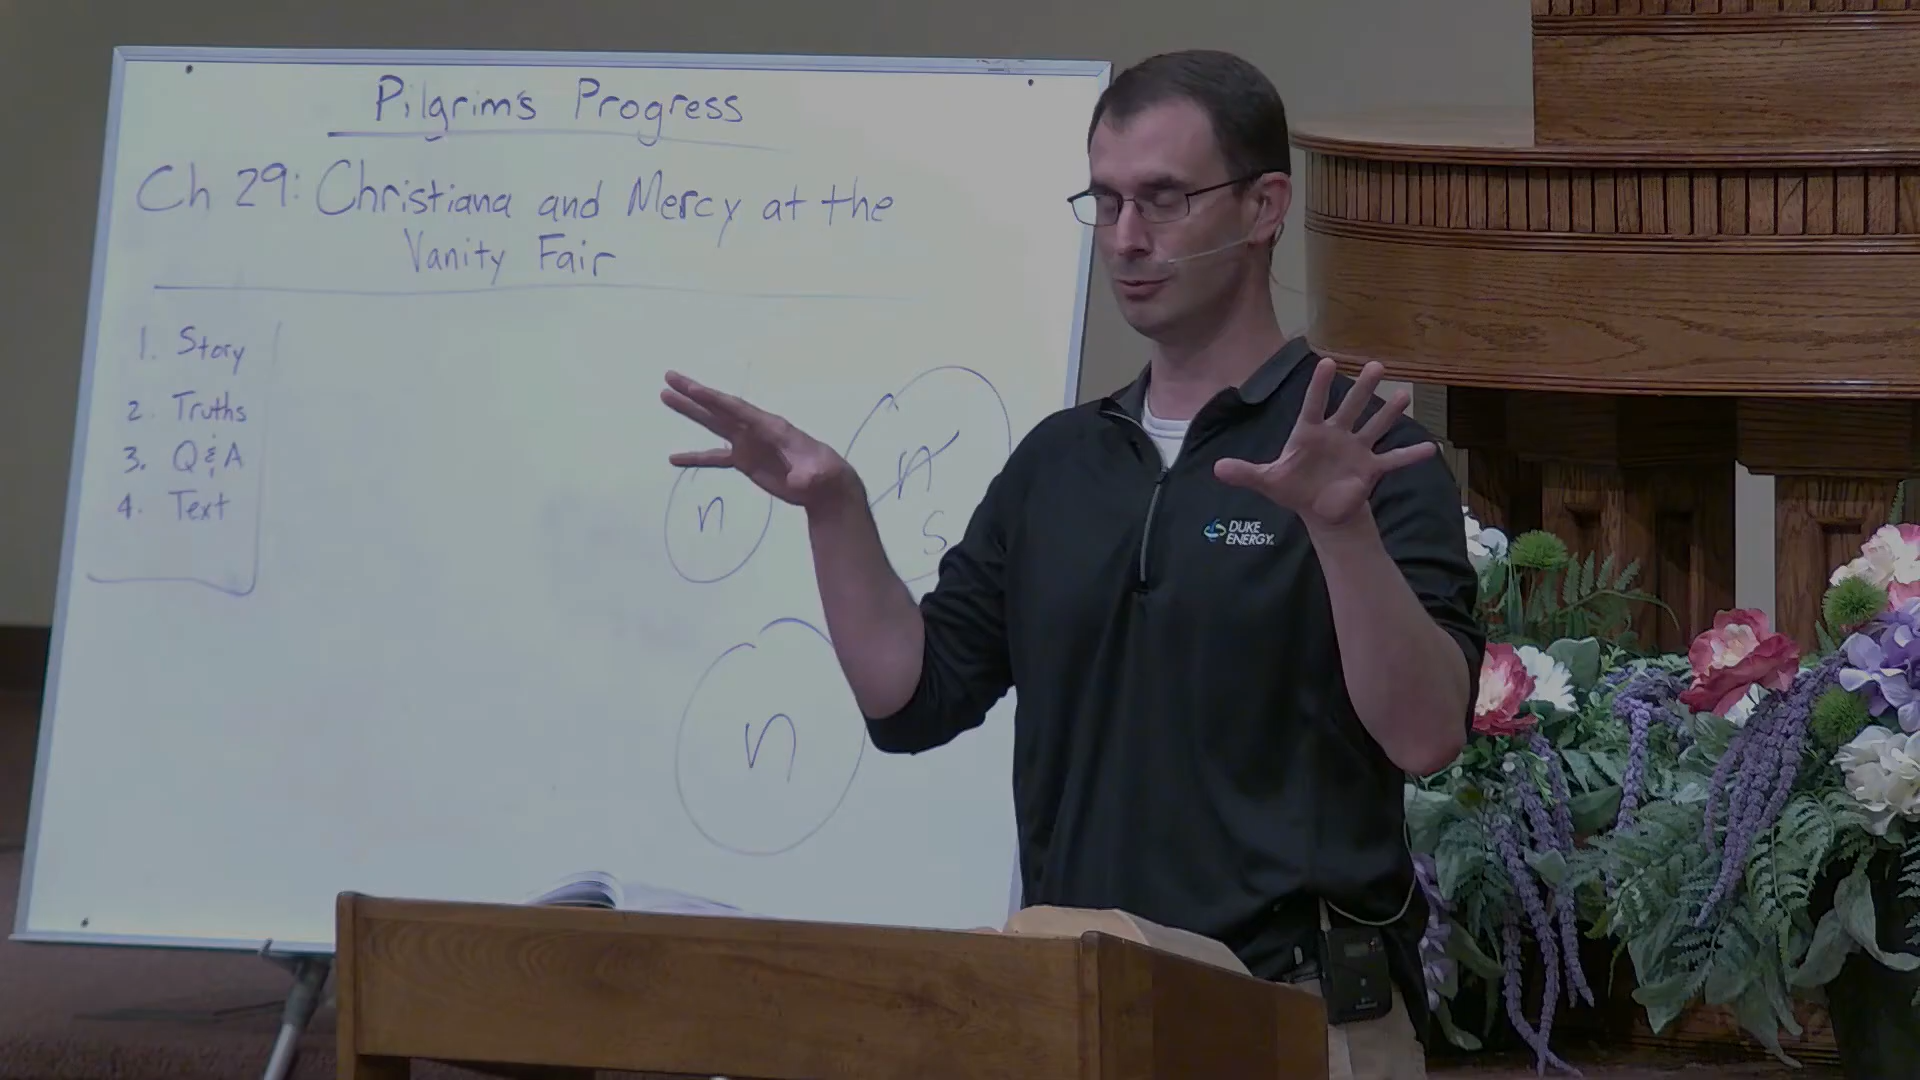 Pilgrim's Progress
Ch 29: Christiana and Mercy at the
Vanity Fair
1. Story
2. Truths
3. Q & A
4. Text
n
n
s
n
DUKE
ENERGY.